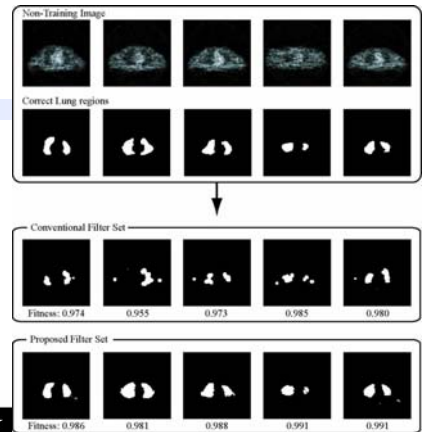 Non-Training Image
Correct Lung regions
Conventional Filter Set
Fitness: 0.974 0.955 0.973 0.985 0.980
Proposed Filter Set
Fitness: 0.986 0.981 0.988 0.991 0.991